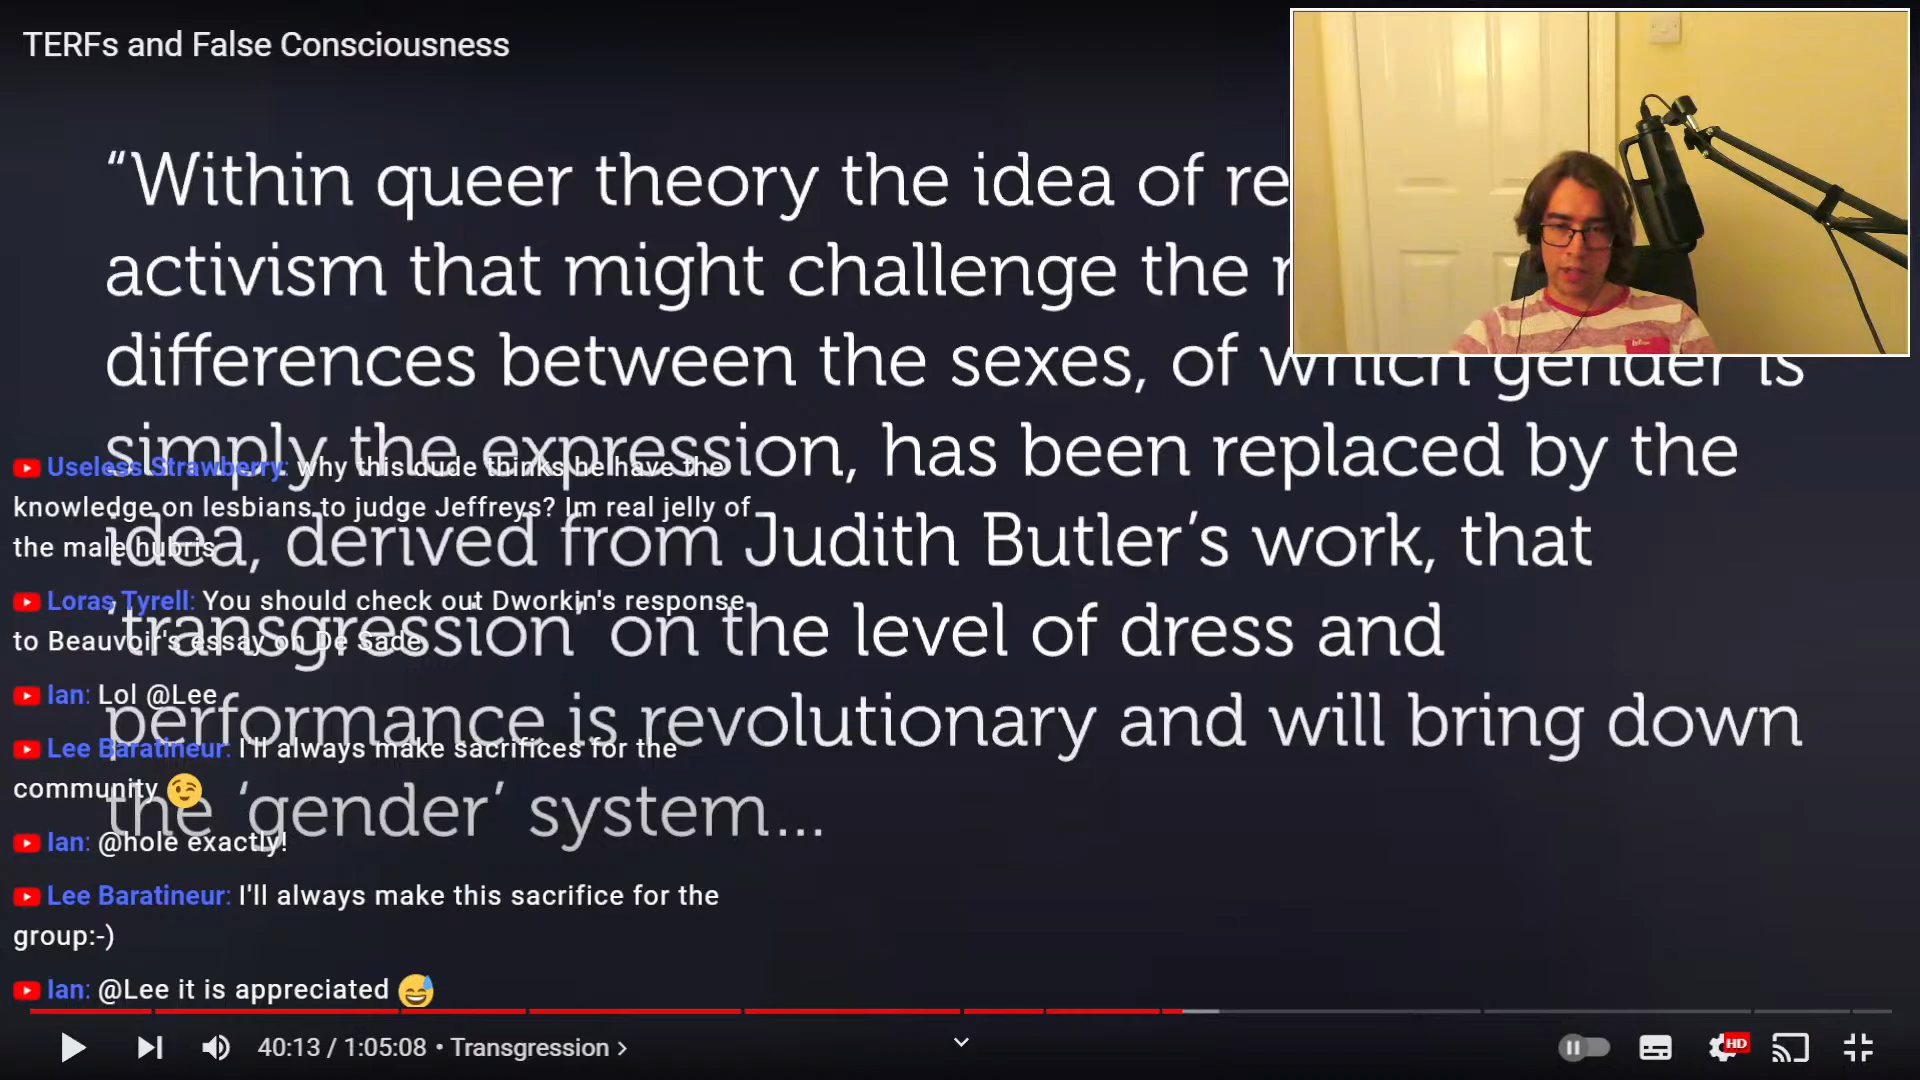 TERFs and False Consciousness
“Within queer theory the idea of re
activism that might challenge the
differences between the sexes, of which gender is
simply the expression, has been replaced by the
idea, derived from Judith Butler’s work, that
‘transgression’ on the level of dress and
performance is revolutionary and will bring down
the ‘gender’ system...
Useless Strawberry: why this dude thinks he have the
knowledge on lesbians to judge Jeffreys? Im real jelly of
the male hubris
Loras Tyrell: You should check out Dworkin's response
to Beauvoir's essay on De Sade
Ian: Lol @Lee
Lee Baratineur: I'll always make sacrifices for the
community 😉
Ian: @hole exactly!
Lee Baratineur: I'll always make this sacrifice for the
group:-)
Ian: @Lee it is appreciated 😅
40:13 / 1:05:08 • Transgression ›
HD